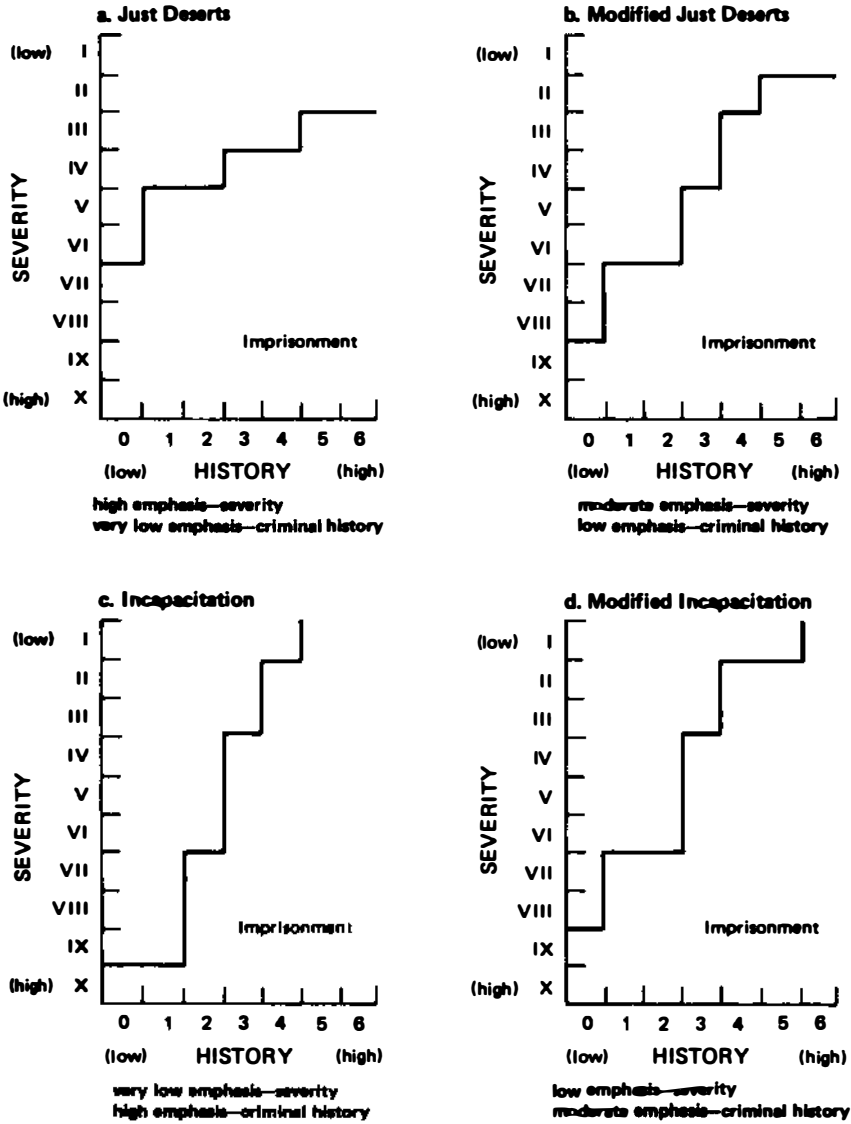 a. Just Deserts
(low) I
II
III
IV
V
VI
VII
VIII
IX
(high) X
SEVERITY
Imprisonment
0 1 2 3 4 5 6
(low) HISTORY (high)
high emphasis—severity
very low emphasis—criminal history
b. Modified Just Deserts
(low) I
II
III
IV
V
VI
VII
VIII
IX
(high) X
SEVERITY
Imprisonment
0 1 2 3 4 5 6
(low) HISTORY (high)
moderate emphasis—severity
low emphasis—criminal history
c. Incapacitation
(low) I
II
III
IV
V
VI
VII
VIII
IX
(high) X
SEVERITY
Imprisonment
0 1 2 3 4 5 6
(low) HISTORY (high)
very low emphasis—severity
high emphasis—criminal history
d. Modified Incapacitation
(low) I
II
III
IV
V
VI
VII
VIII
IX
(high) X
SEVERITY
Imprisonment
0 1 2 3 4 5 6
(low) HISTORY (high)
low emphasis—severity
moderate emphasis—criminal history